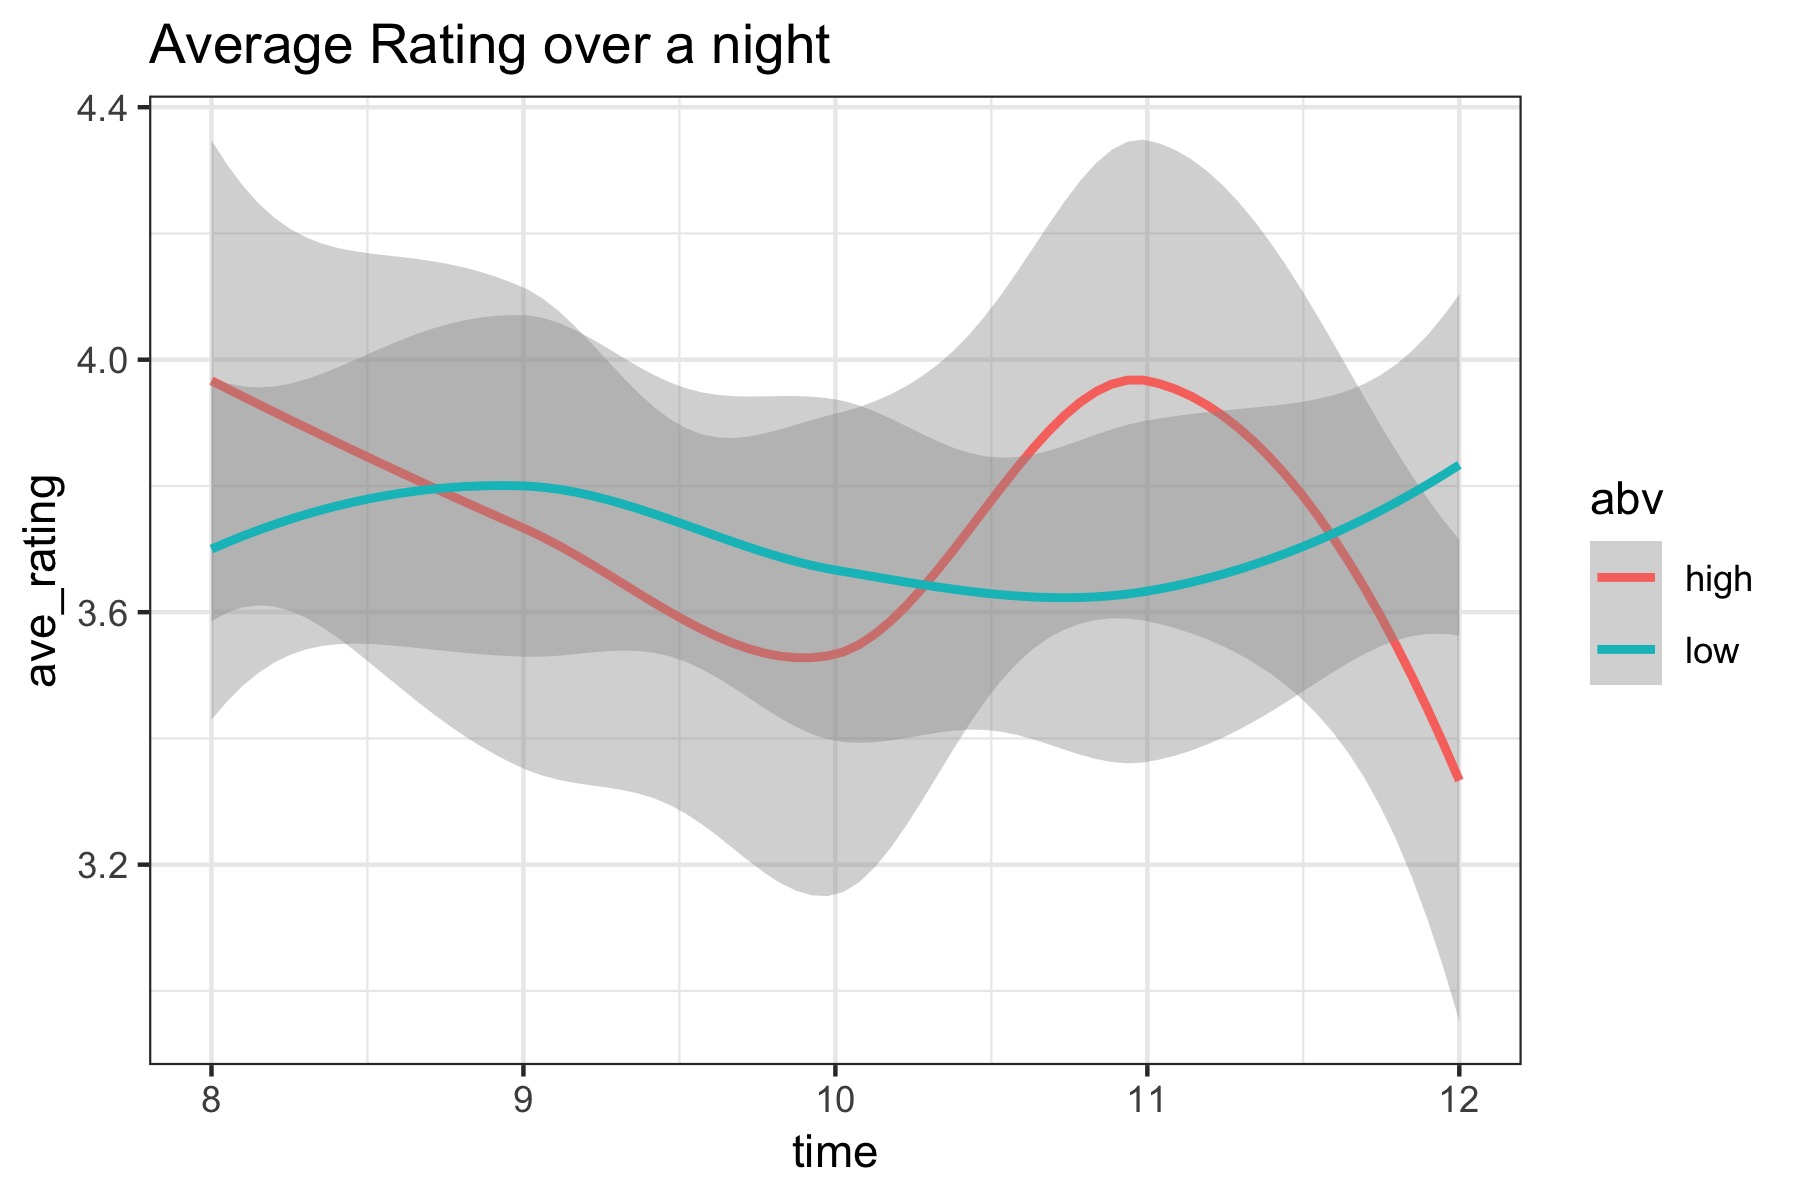 Average Rating over a night
4.4
4.0
3.6
3.2
ave_rating
8 9 10 11 12
time
abv
high
low